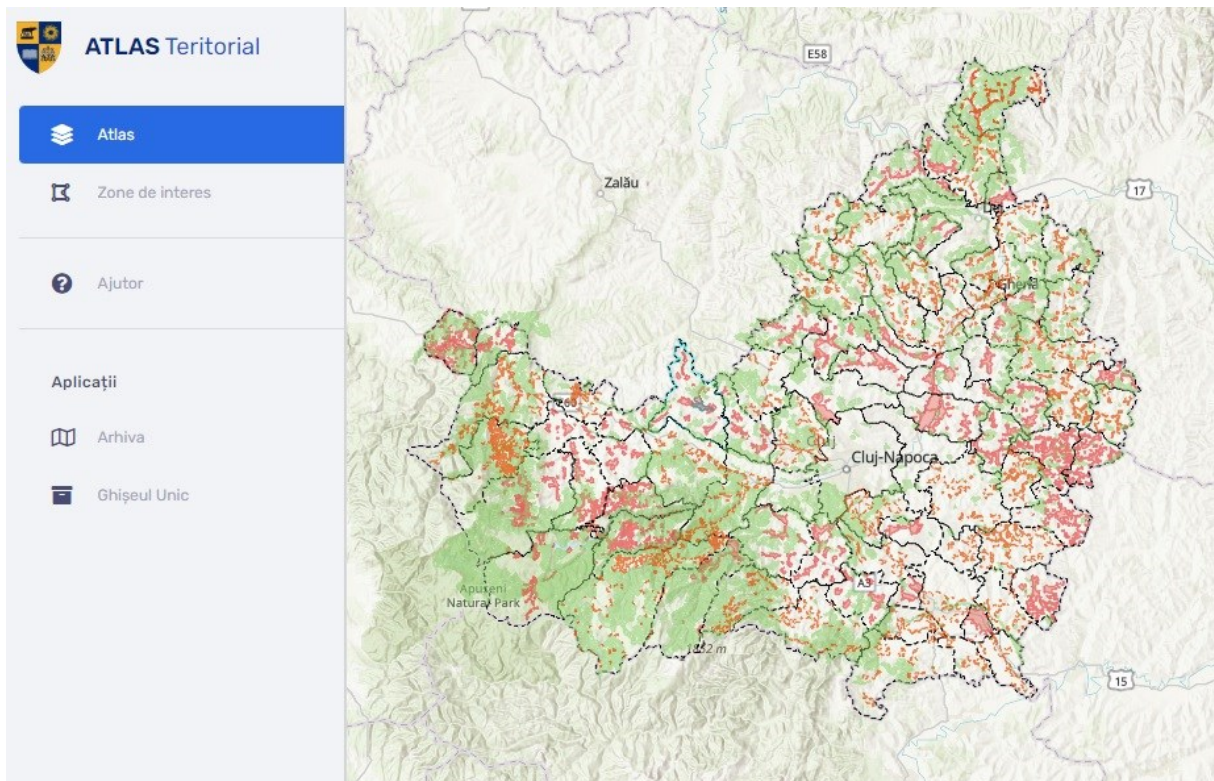 ATLAS Teritorial
Atlas
Zone de interes
Ajutor
Aplicații
Arhiva
Ghișeul Unic
E58
Zalău
17
Gherla
Cluj
Cluj-Napoca
A3
Apuseni
Natural Park
15